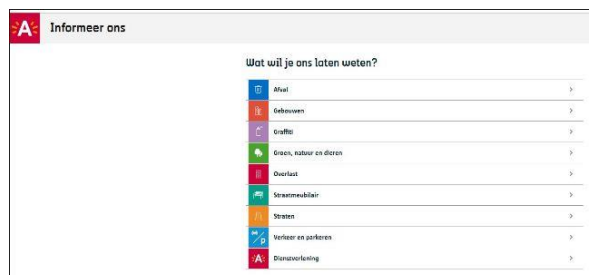 A Informeer ons
Wat wil je ons laten weten?
Afval
Gebouwen
Graffiti
Groen, natuur en dieren
Overlast
Straatmeubilair
Straten
P Verkeer en parkeren
A Dienstverlening